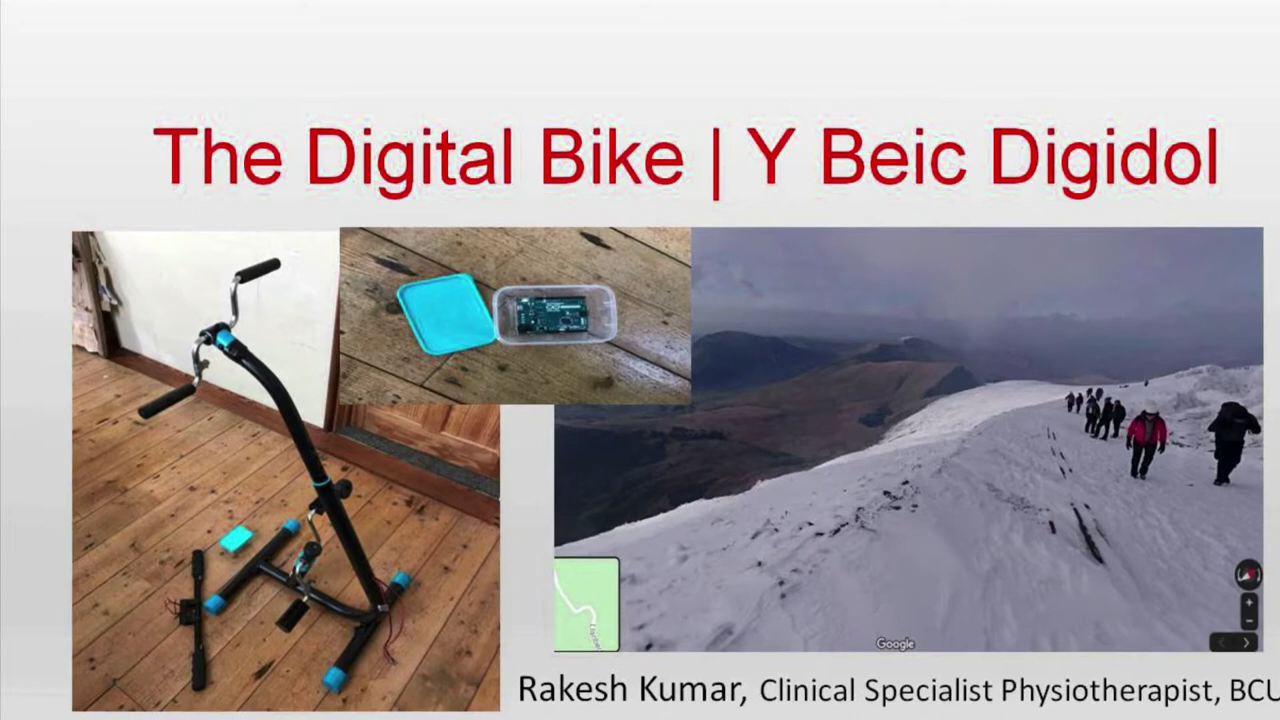 The Digital Bike | Y Beic Digidol
Google
Rakesh Kumar, Clinical Specialist Physiotherapist, BCU